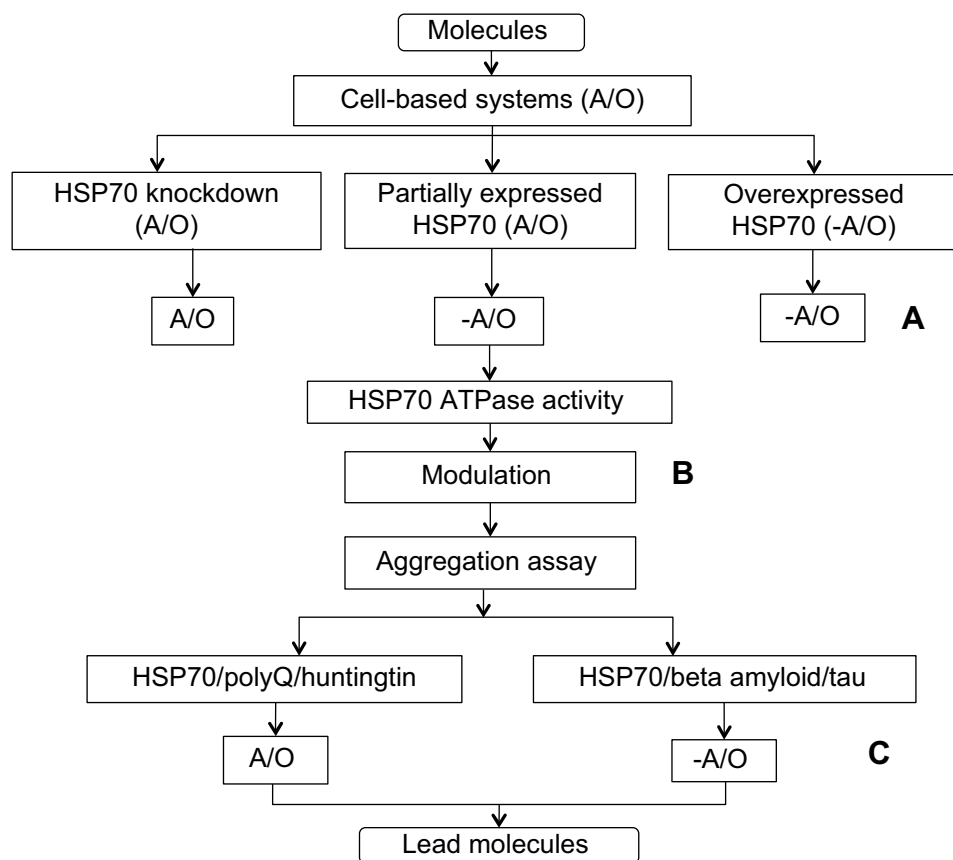 Molecules
Cell-based systems (A/O)
HSP70 knockdown
(A/O)
Partially expressed
HSP70 (A/O)
Overexpressed
HSP70 (-A/O)
A/O
-A/O
-A/O
A
HSP70 ATPase activity
Modulation
B
Aggregation assay
HSP70/polyQ/huntingtin
HSP70/beta amyloid/tau
A/O
-A/O
C
Lead molecules